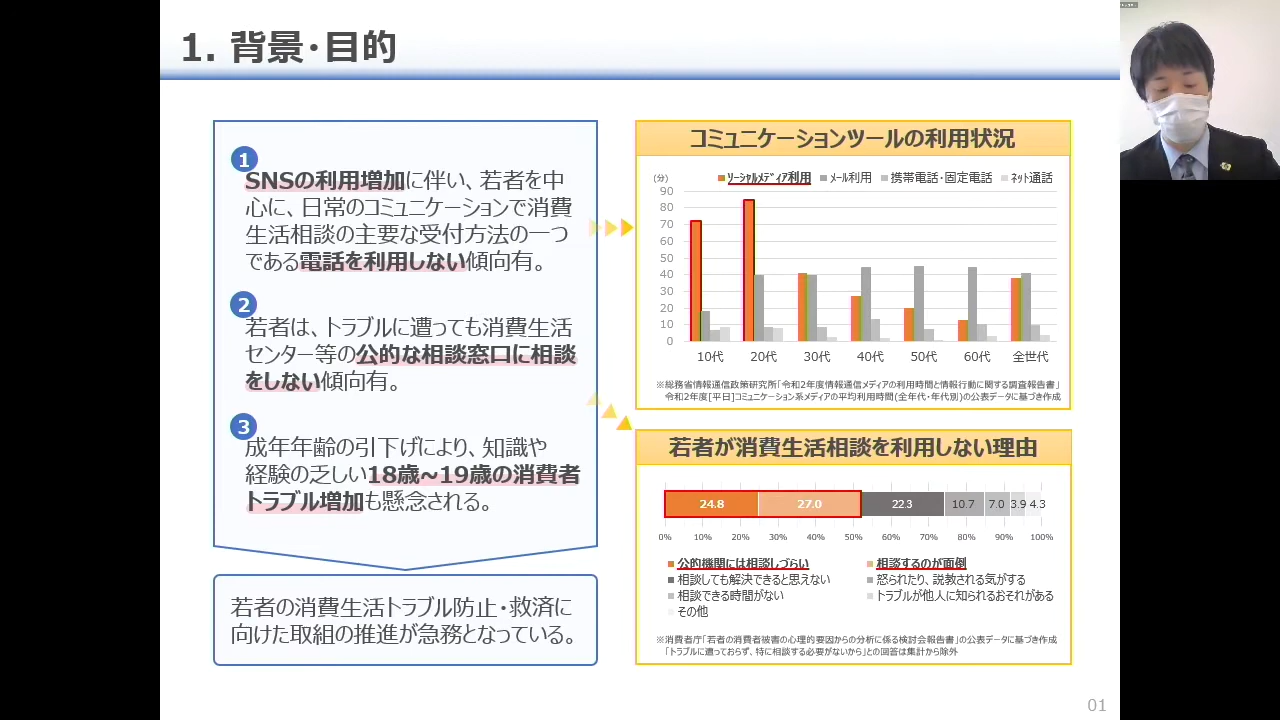 1. 背景・目的
1
SNSの利用増加に伴い、若者を中
心に、日常のコミュニケーションで消費
生活相談の主要な受付方法の一つ
である電話を利用しない傾向有。
2
若者は、トラブルに遭っても消費生活
センター等の公的な相談窓口に相談
をしない傾向有。
3
成年年齢の引下げにより、知識や
経験の乏しい18歳~19歳の消費者
トラブル増加も懸念される。
若者の消費生活トラブル防止・救済に
向けた取組の推進が急務となっている。
コミュニケーションツールの利用状況
(分)
ソーシャルメディア利用 メール利用 携帯電話・固定電話 ネット通話
90
80
70
60
50
40
30
20
10
0
10代 20代 30代 40代 50代 60代 全世代
※総務省情報通信政策研究所「令和2年度情報通信メディアの利用時間と情報行動に関する調査報告書」
令和2年度[平日]コミュニケーション系メディアの平均利用時間(全年代・年代別)の公表データに基づき作成
若者が消費生活相談を利用しない理由
24.8 27.0 22.3 10.7 7.0 3.9 4.3
0% 10% 20% 30% 40% 50% 60% 70% 80% 90% 100%
公的機関には相談しづらい 相談するのが面倒
相談しても解決できると思えない 怒られたり、説教される気がする
相談できる時間がない トラブルが他人に知られるおそれがある
その他
※消費者庁「若者の消費者被害の心理的要因からの分析に係る検討会報告書」の公表データに基づき作成
「トラブルに遭っておらず、特に相談する必要がないから」との回答は集計から除外
01